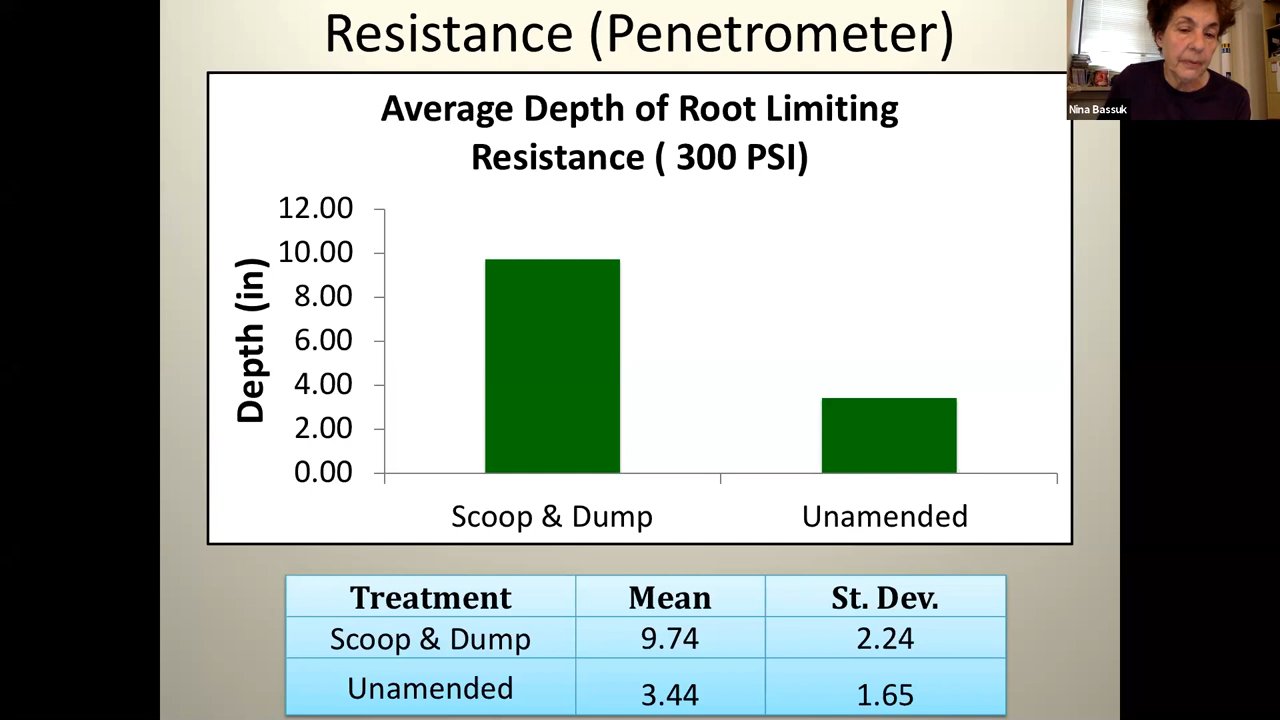 Resistance (Penetrometer)
Nina Bassuk
Average Depth of Root Limiting
Resistance ( 300 PSI)
Depth (in)
12.00
10.00
8.00
6.00
4.00
2.00
0.00
Scoop & Dump Unamended
Treatment Mean St. Dev.
Scoop & Dump 9.74 2.24
Unamended 3.44 1.65